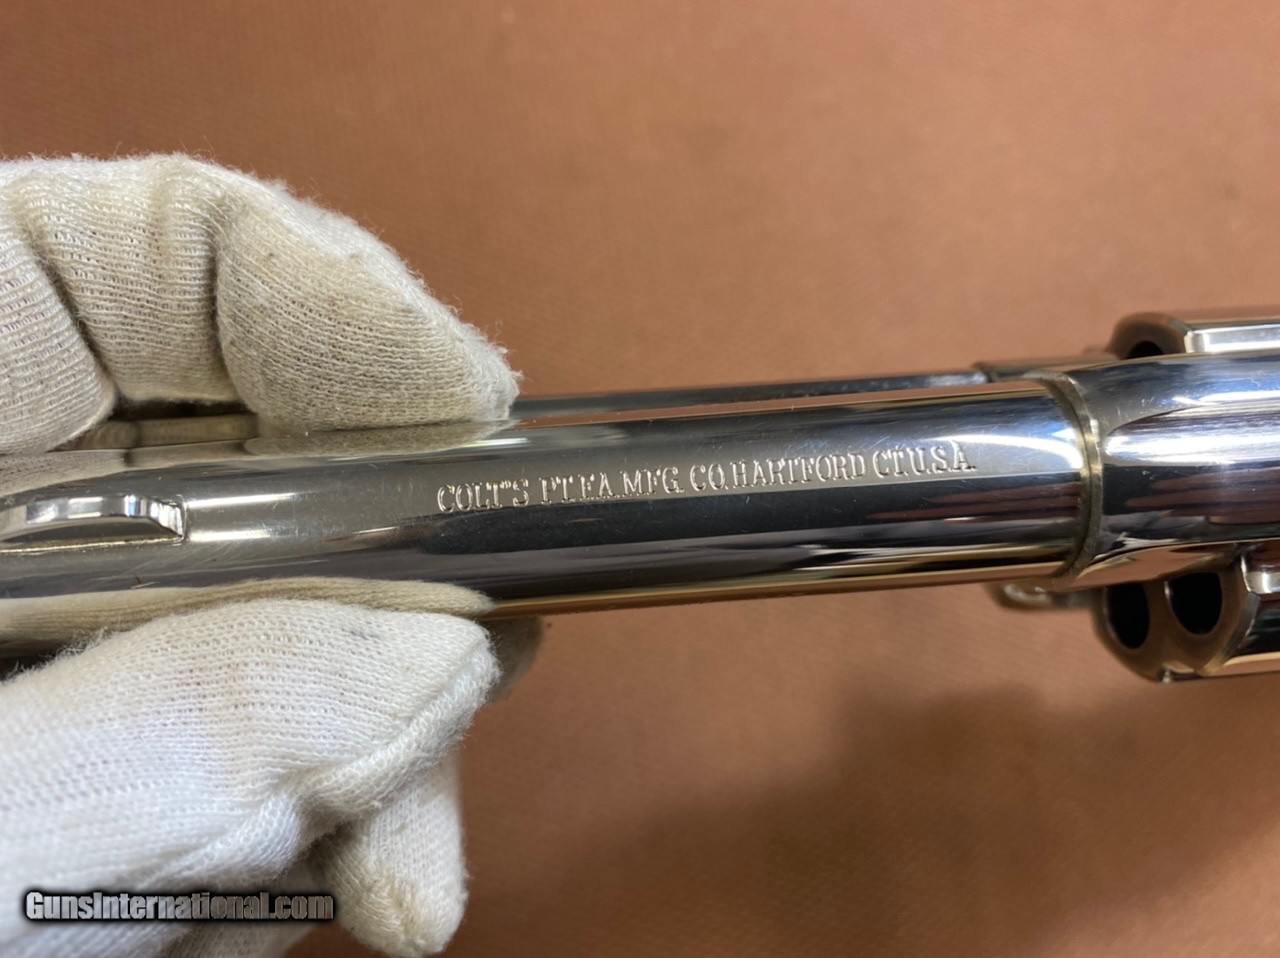 COLT'S PT.F.A.MFG. CO.HARTFORD CT.U.S.A.
GunsInternational.com